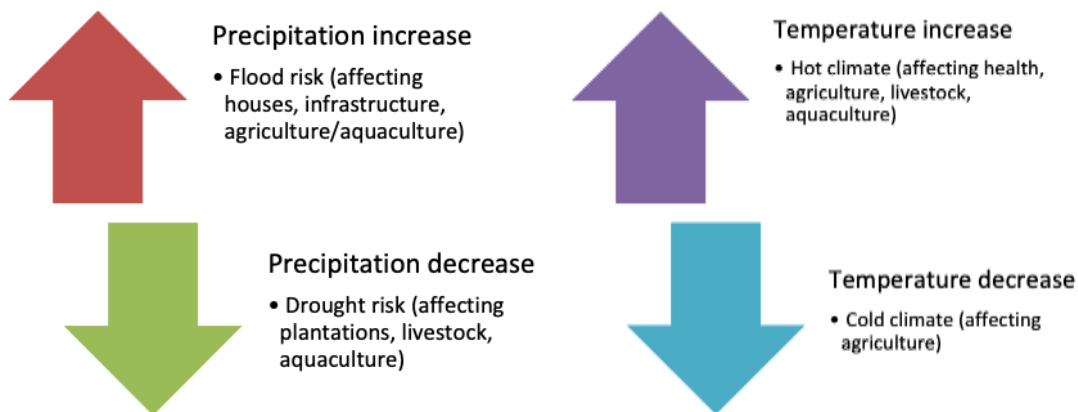 Precipitation increase
• Flood risk (affecting
houses, infrastructure,
agriculture/aquaculture)
Precipitation decrease
• Drought risk (affecting
plantations, livestock,
aquaculture)
Temperature increase
• Hot climate (affecting health,
agriculture, livestock,
aquaculture)
Temperature decrease
• Cold climate (affecting
agriculture)